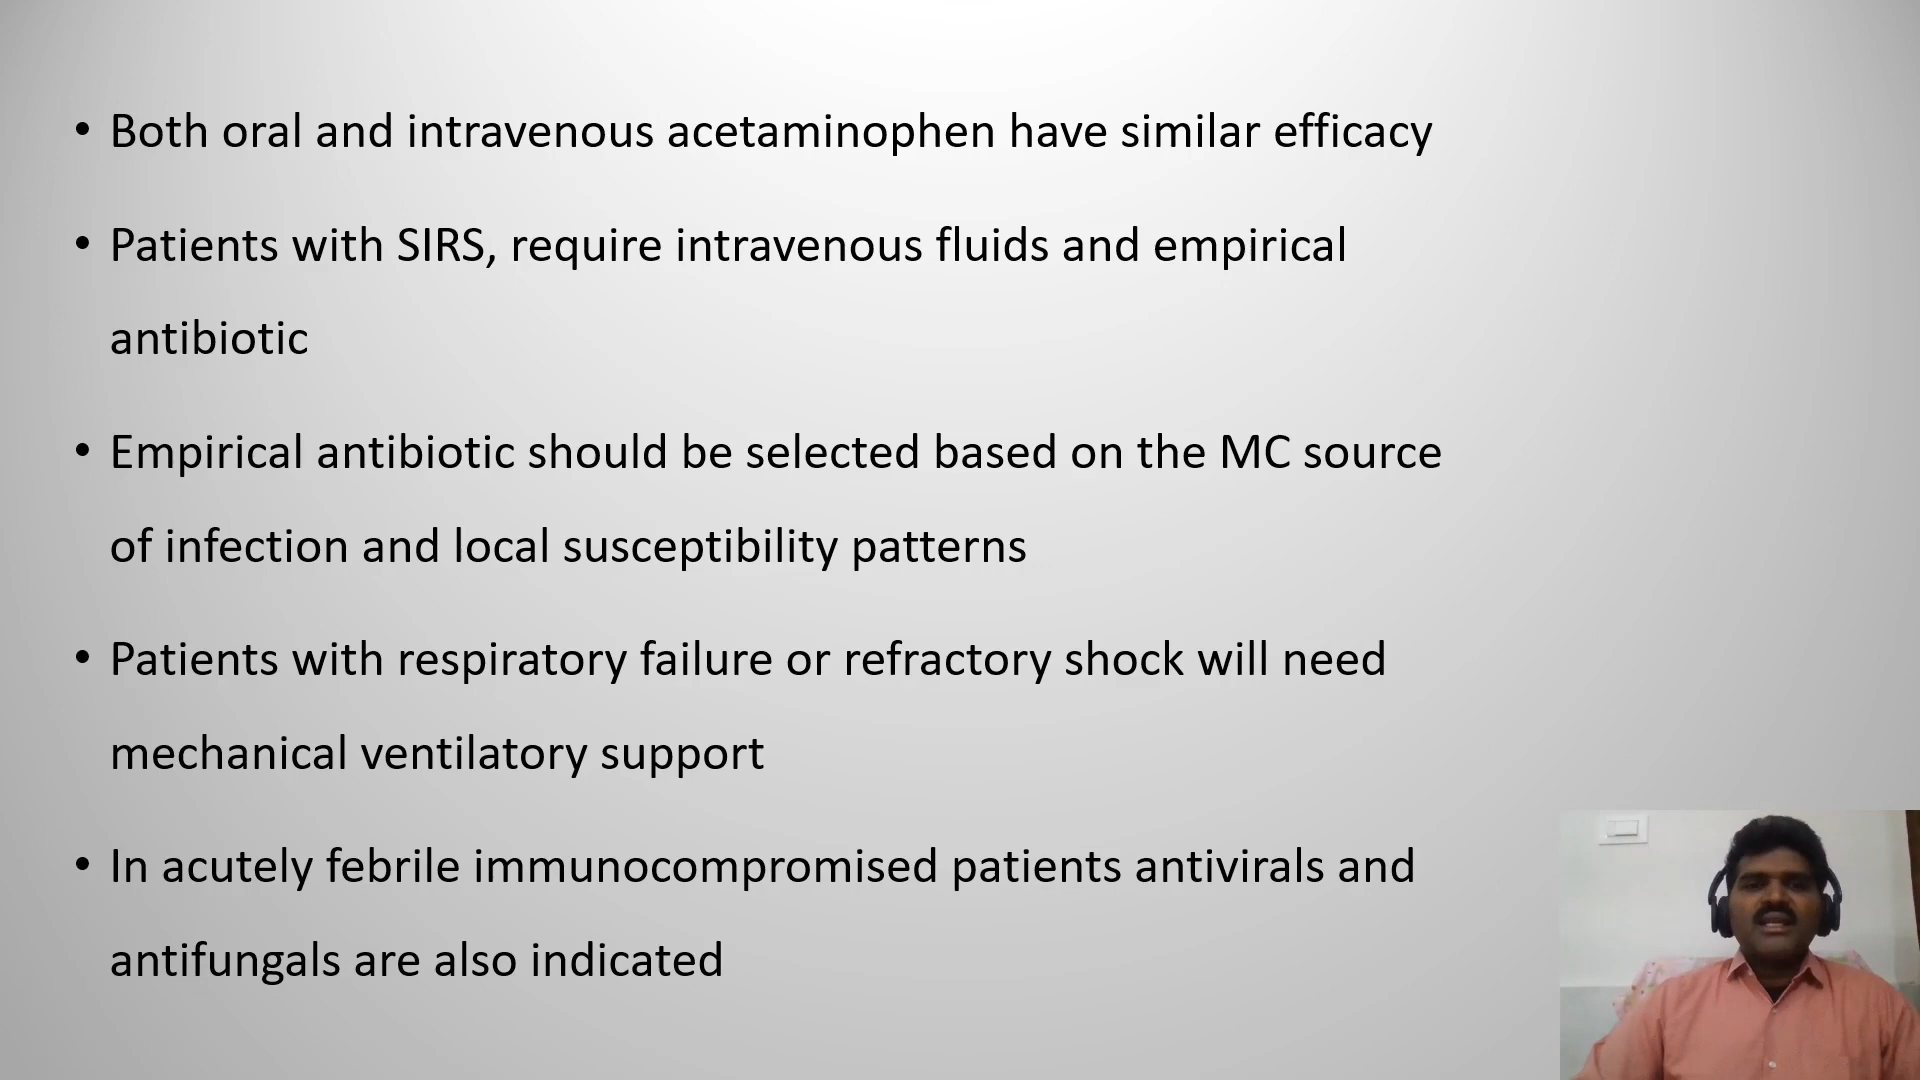 • Both oral and intravenous acetaminophen have similar efficacy
• Patients with SIRS, require intravenous fluids and empirical
antibiotic
• Empirical antibiotic should be selected based on the MC source
of infection and local susceptibility patterns
• Patients with respiratory failure or refractory shock will need
mechanical ventilatory support
• In acutely febrile immunocompromised patients antivirals and
antifungals are also indicated